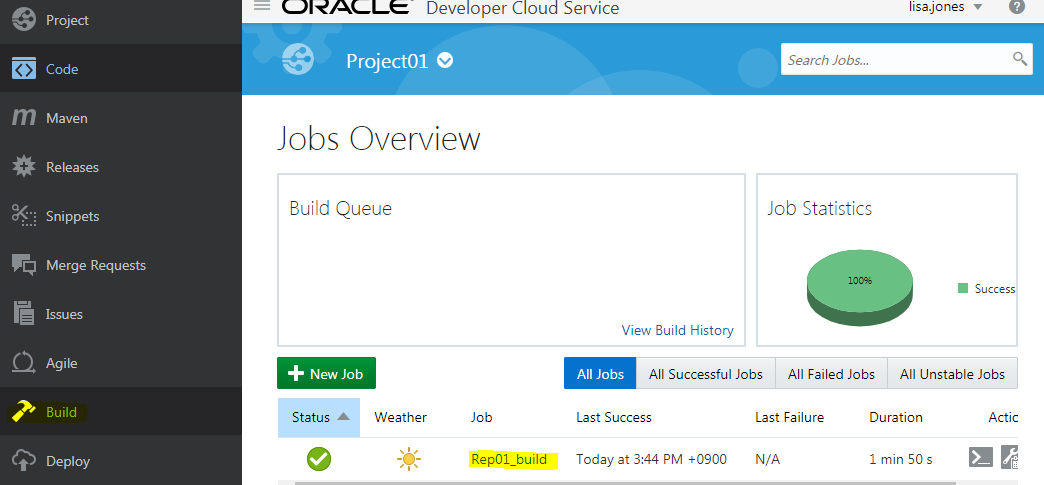 Project
Code
Maven
Releases
Snippets
Merge Requests
Issues
Agile
Build
Deploy
ORACLE® Developer Cloud Service
lisa.jones
?
Project01
Search Jobs...
Jobs Overview
Build Queue
View Build History
Job Statistics
100%
Success
New Job
All Jobs All Successful Jobs All Failed Jobs All Unstable Jobs
Status Weather Job Last Success Last Failure Duration Actic
Rep01_build Today at 3:44 PM +0900 N/A 1 min 50 s